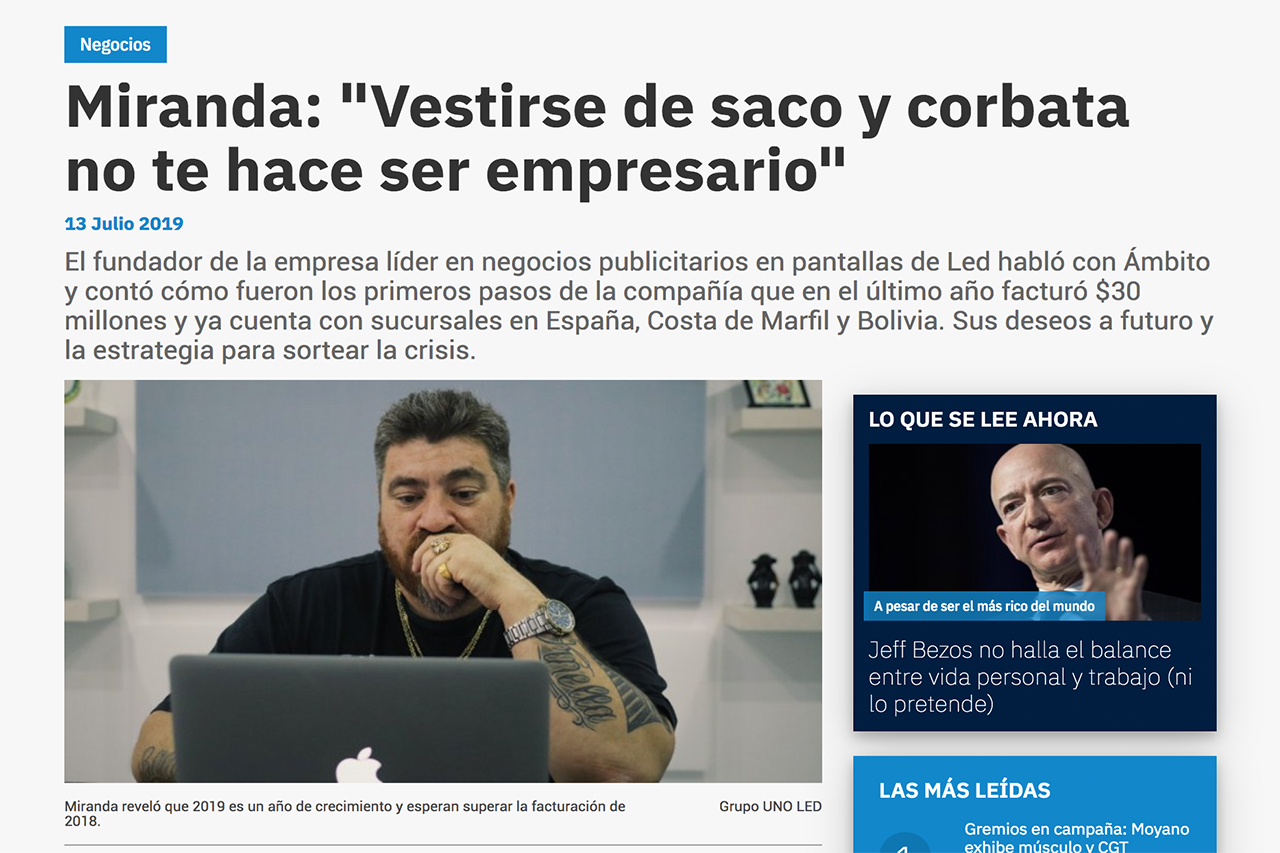 Negocios
Miranda: "Vestirse de saco y corbata
no te hace ser empresario"
13 Julio 2019
El fundador de la empresa líder en negocios publicitarios en pantallas de Led habló con Ámbito
y contó cómo fueron los primeros pasos de la compañía que en el último año facturó $30
millones y ya cuenta con sucursales en España, Costa de Marfil y Bolivia. Sus deseos a futuro y
la estrategia para sortear la crisis.
Miranda reveló que 2019 es un año de crecimiento y esperan superar la facturación de
2018.
Grupo UNO LED
LO QUE SE LEE AHORA
A pesar de ser el más rico del mundo
Jeff Bezos no halla el balance
entre vida personal y trabajo (ni
lo pretende)
LAS MÁS LEÍDAS
Gremios en campaña: Moyano
exhibe músculo y CGT